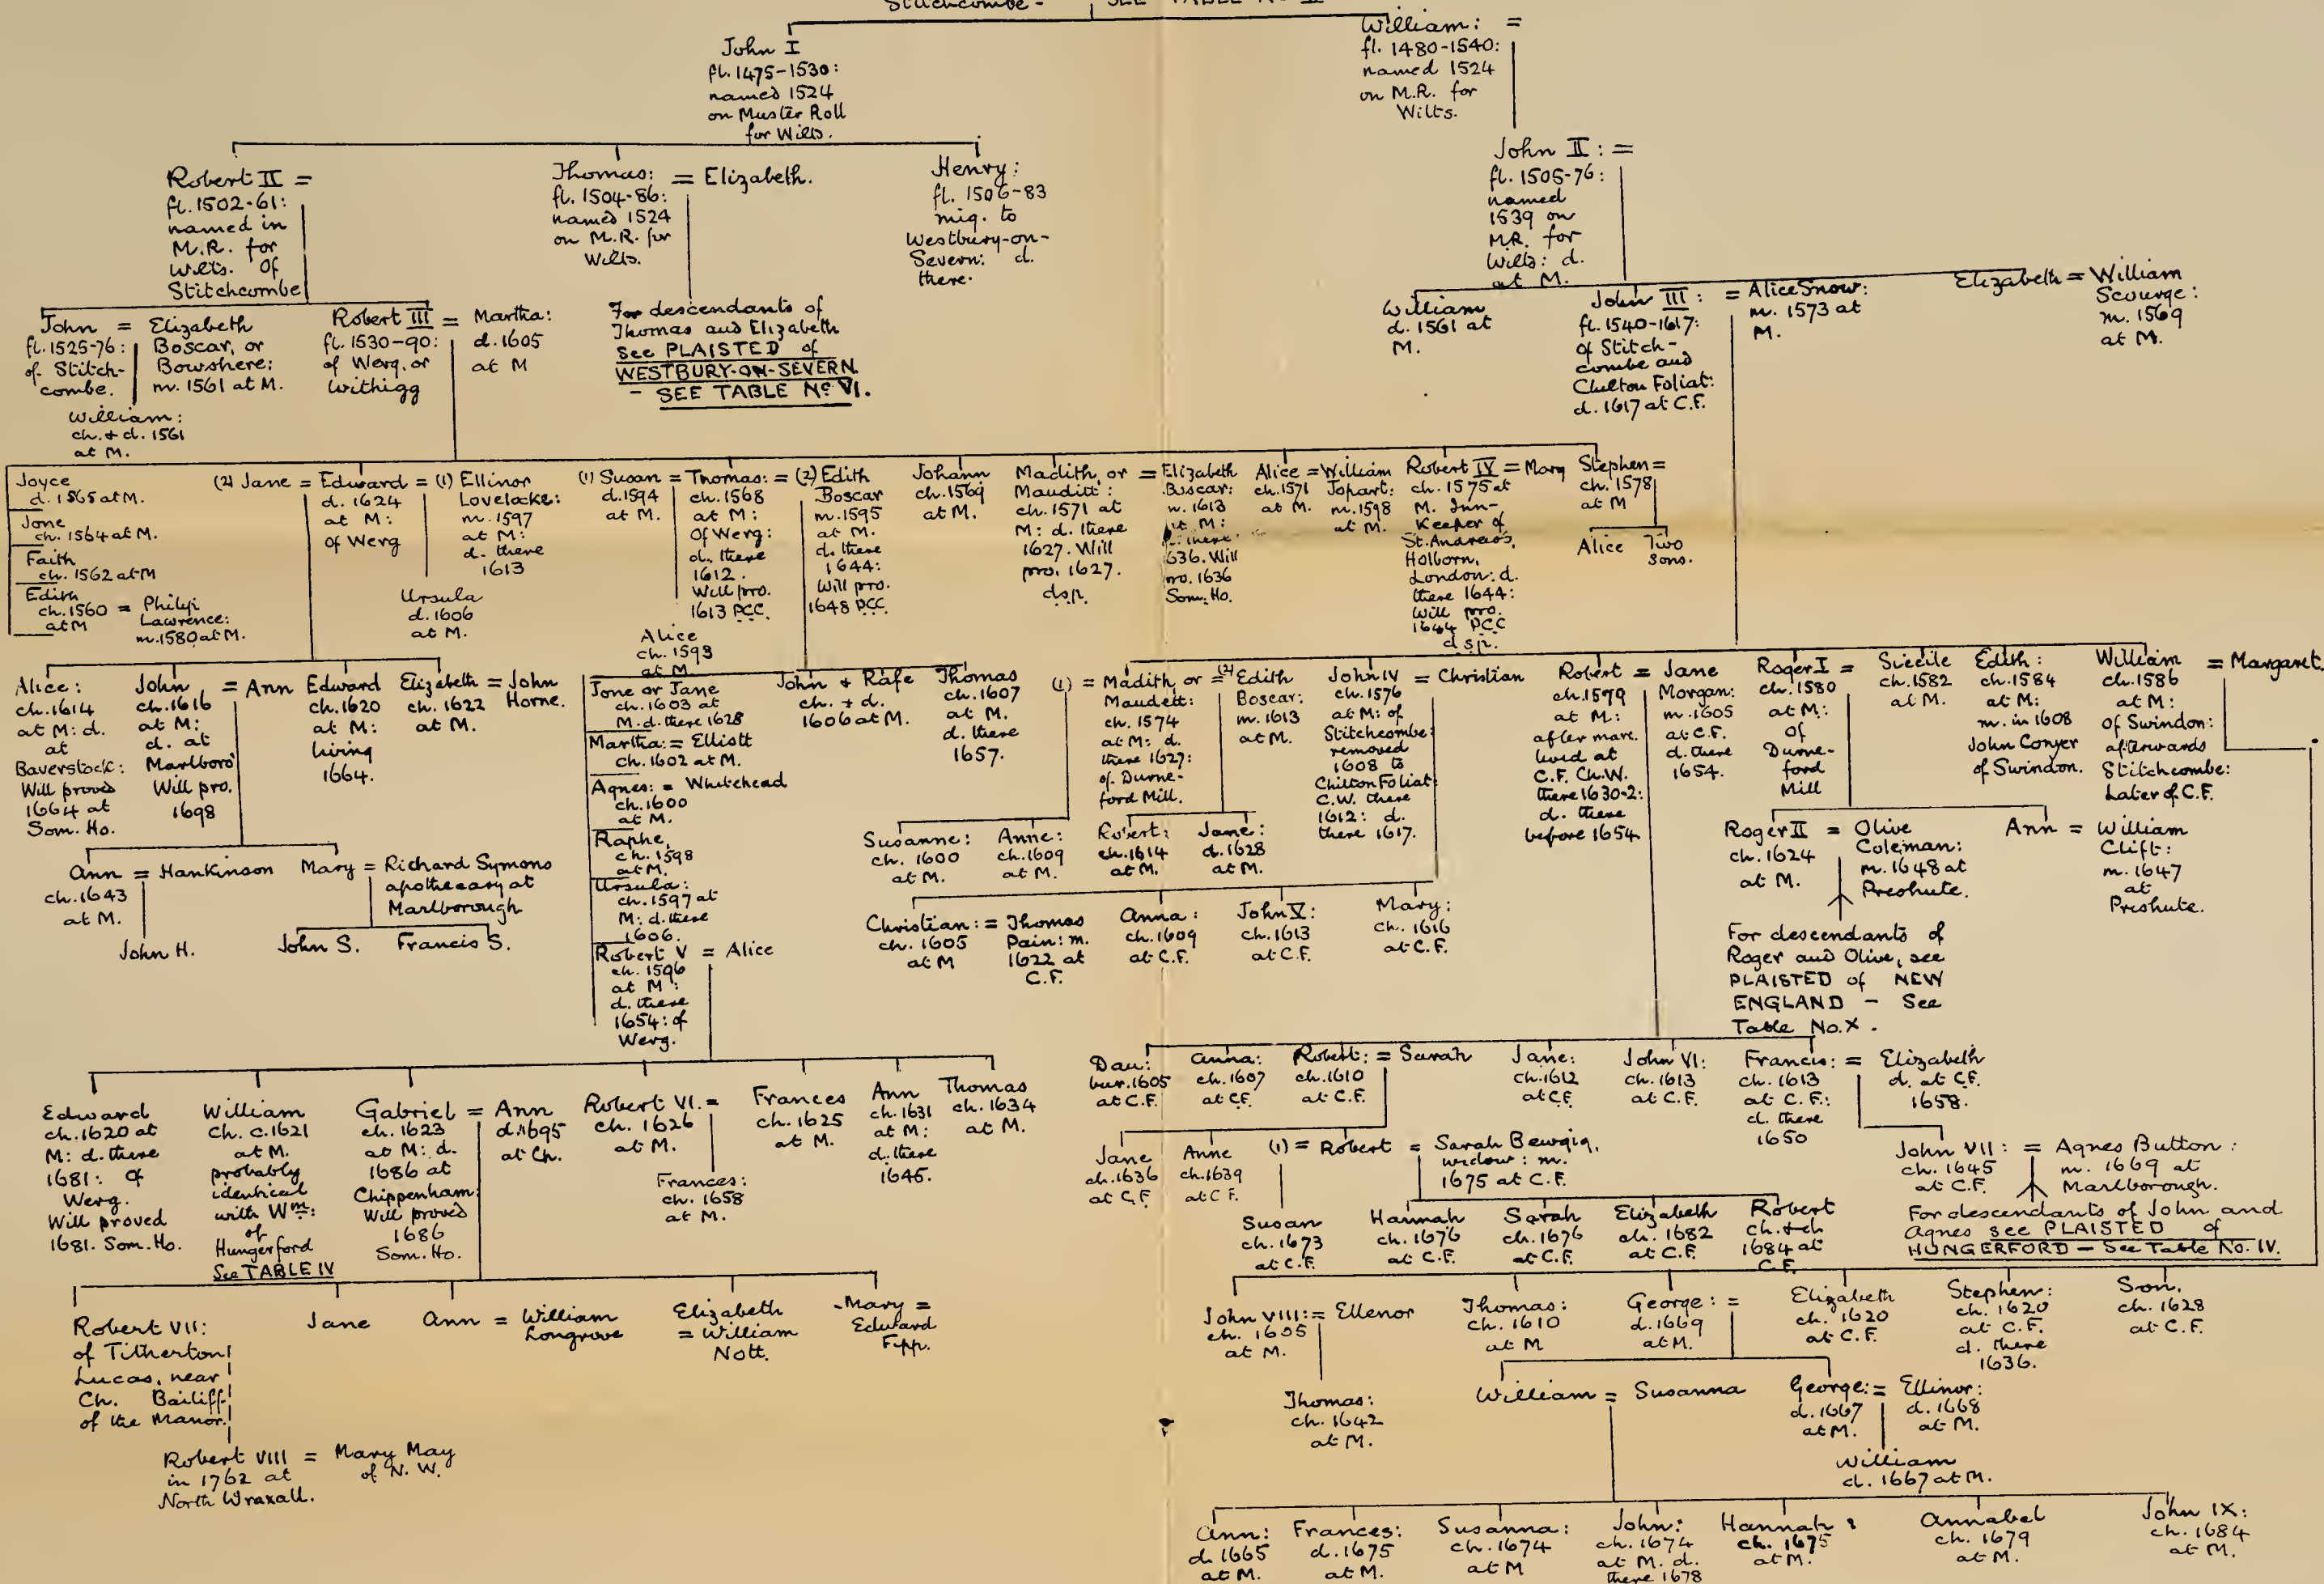 Stitchcombe - SEE TABLE No II
John I
fl. 1475-1530:
named 1524
on Muster Roll
for Wilts.
William: =
fl. 1480-1540:
named 1524
on M.R. for
Wilts.
Robert II =
fl. 1502-61:
named in
M.R. for
Wilts. Of
Stitchcombe
Thomas: = Elizabeth.
fl. 1504-86:
named 1524
on M.R. for
Wilts.
Henry:
fl. 1506-83
mig. to
Westbury-on-
Severn: d.
there.
John II: =
fl. 1505-76:
named
1539 on
M.R. for
Wilts: d.
at M.
John = Elizabeth
fl. 1525-76: Boscar, or
of Stitch- Bowshere:
combe. m. 1561 at M.
William:
ch. + d. 1561
at M.
Robert III = Martha:
fl. 1530-90: d. 1605
of Werg, or at M
Withigg
For descendants of
Thomas and Elizabeth
See PLAISTED of
WESTBURY-ON-SEVERN.
- SEE TABLE No. VI.
William
d. 1561 at
M.
John III: = Alice Snow:
fl. 1540-1617: m. 1573 at
of Stitch- M.
combe and
Chilton Foliat:
d. 1617 at C.F.
Elizabeth = William
Scourge:
m. 1569
at M.
Joyce
d. 1565 at M.
Jone
ch. 1564 at M.
Faith
ch. 1562 at M
Edith
ch. 1560 = Philip
at M Lawrence:
m. 1580 at M.
(2) Jane = Edward = (1) Ellinor
d. 1624 Lovelacke:
at M: m. 1597
of Werg at M:
d. there
1613
Ursula
d. 1606
at M.
(1) Susan = Thomas: = (2) Edith
d. 1594 ch. 1568 Boscar
at M. at M: m. 1595
Of Werg: at M.
d. there d. there
1612. 1644:
Will pro. Will pro.
1613 PCC. 1648 PCC.
Alice
ch. 1593
at M
Johann
ch. 1569
at M.
Madith, or = Elizabeth
Mauditt: Boscar:
ch. 1571 at m. 1613
M: d. there at M:
1627. Will d. there
pro. 1627. 1636. Will
d.s.p. pro. 1636
Som. Ho.
Alice = William
ch. 1571 Jopart:
at M. m. 1598
at M.
Robert IV = Mary
ch. 1575 at
M. Inn-
Keeper of
St. Andrew's,
Holborn,
London: d.
there 1644:
Will pro.
1644 PCC
d.s.p.
Stephen =
ch. 1578
at M
Alice Two
Sons.
Alice:
ch. 1614
at M: d.
at
Baverstock:
Will proved
1664 at
Som. Ho.
John = Ann
ch. 1616
at M:
d. at
Marlboro'
Will pro.
1698
Edward
ch. 1620
at M:
living
1664.
Elizabeth = John
ch. 1622 Horne.
at M.
Jone or Jane
ch. 1603 at
M. d. there 1628
Martha: = Elliott
ch. 1602 at M.
Agnes: = Whitehead
ch. 1600
at M.
Raphe,
ch. 1598
at M.
Ursula:
ch. 1597 at
M: d. there
1606.
Robert V = Alice
ch. 1596
at M:
d. there
1654: of
Werg.
John + Rafe
ch. + d.
1606 at M.
Thomas
ch. 1607
at M.
d. there
1657.
(1) = Madith or = (2) Edith
Maudett: Boscar:
ch. 1574 m. 1613
at M: d. at M.
there 1627:
of Durne-
ford Mill.
John IV = Christian
ch. 1576
at M: of
Stitchcombe:
removed
1608 to
Chilton Foliat:
C.W. there
1612: d.
there 1617.
Robert = Jane
ch. 1579 Morgan:
at M: m. 1605
after marr. at C.F.
lived at d. there
C.F. Ch.W. 1654.
there 1630-2:
d. there
before 1654.
Roger I =
ch. 1580
at M:
of
Durne-
ford
Mill
Sicilie
ch. 1582
at M.
Edith:
ch. 1584
at M:
m. in 1608
John Conyer
of Swindon.
William = Margaret.
ch. 1586
at M:
of Swindon:
afterwards
Stitchcombe:
Later of C.F.
Ann = Hankinson
ch. 1643
at M.
John H.
Mary = Richard Symons
apothecary at
Marlborough
John S. Francis S.
Susanne:
ch. 1600
at M.
Anne:
ch. 1609
at M.
Robert:
ch. 1614
at M.
Jane:
d. 1628
at M.
Roger II = Olive
ch. 1624 Coleman:
at M. m. 1648 at
Preshute.
Ann = William
Clift:
m. 1647
at
Preshute.
Christian: = Thomas
ch. 1605 Pain: m.
at M 1622 at
C.F.
Anna:
ch. 1609
at C.F.
John V:
ch. 1613
at C.F.
Mary:
ch. 1616
at C.F.
For descendants of
Roger and Olive, see
PLAISTED of NEW
ENGLAND - See
Table No. X.
Edward
ch. 1620 at
M: d. there
1681: of
Werg.
Will proved
1681. Som. Ho.
William
Ch. c. 1621
at M.
probably
identical
with Wm:
of
Hungerford
See TABLE IV
Gabriel = Ann
ch. 1623 d. 1695
at M: d. at Ch.
1686 at
Chippenham:
Will proved
1686
Som. Ho.
Robert VI. =
ch. 1626
at M.
Frances:
ch. 1658
at M.
Frances
ch. 1625
at M.
Ann
ch. 1631
at M:
d. there
1645.
Thomas
ch. 1634
at M.
Dau:
bur. 1605
at C.F.
Anna:
ch. 1607
at C.F.
Robert: = Sarah
ch. 1610
at C.F.
Jane:
ch. 1612
at C.F.
John VI:
ch. 1613
at C.F.
Francis: = Elizabeth
ch. 1613 d. at C.F.
at C.F.: 1658.
d. there
1650
Jane
ch. 1636
at C.F.
Anne
ch. 1639
at C.F.
(1) = Robert = Sarah Bewgig,
widow: m.
1675 at C.F.
John VII: = Agnes Button:
ch. 1645 m. 1669 at
at C.F. Marlborough.
For descendants of John and
Agnes see PLAISTED of
HUNGERFORD - See Table No. IV.
Susan
ch. 1673
at C.F.
Hannah
ch. 1676
at C.F.
Sarah
ch. 1676
at C.F.
Elizabeth
ch. 1682
at C.F.
Robert
ch. + ch
1684 at
C.F.
Robert VII:
of Titherton
Lucas, near
Ch. Bailiff
of the Manor.
Jane
Ann = William
Longrove
Elizabeth
= William
Nott.
Mary =
Edward
Fipp.
Robert VIII = Mary May
in 1762 at of N. W.
North Wraxall.
John VIII: = Ellenor
ch. 1605
at M.
Thomas:
ch. 1610
at M
George: =
d. 1669
at M.
Elizabeth
ch. 1620
at C.F.
Stephen:
ch. 1620
at C.F.
d. there
1636.
Son.
ch. 1628
at C.F.
Thomas:
ch. 1642
at M.
William = Susanna
George: = Ellinor:
d. 1667 d. 1668
at M. at M.
William
d. 1667 at M.
Ann:
d. 1665
at M.
Frances:
d. 1675
at M.
Susanna:
ch. 1674
at M
John:
ch. 1674
at M. d.
there 1678
Hannah:
ch. 1675
at M.
Annabel
ch. 1679
at M.
John IX:
ch. 1684
at M.